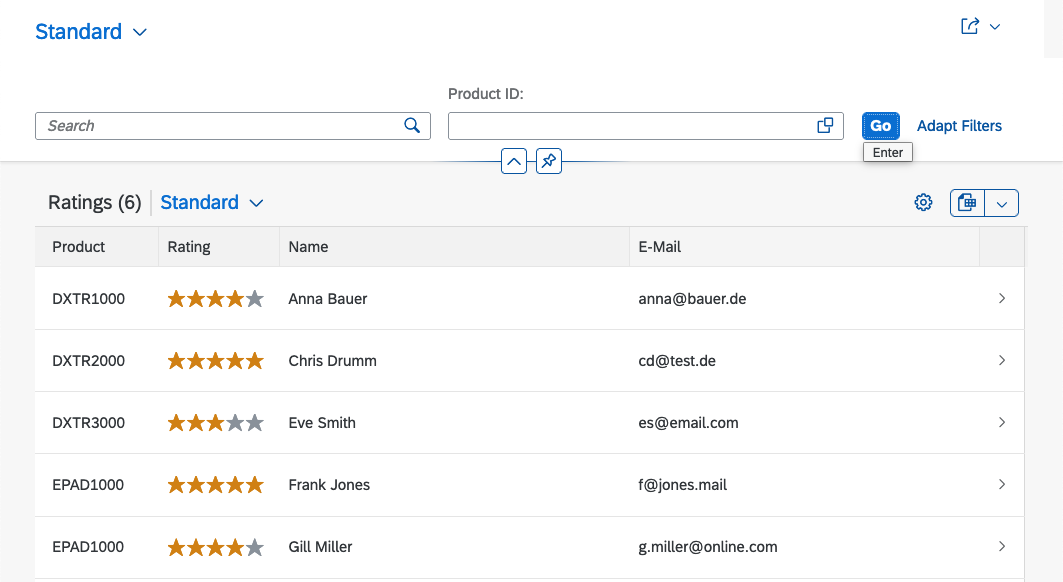 Standard
Product ID:
Search
Go Adapt Filters
Enter
Ratings (6) Standard
Product Rating Name E-Mail
DXTR1000 Anna Bauer anna@bauer.de
DXTR2000 Chris Drumm cd@test.de
DXTR3000 Eve Smith es@email.com
EPAD1000 Frank Jones f@jones.mail
EPAD1000 Gill Miller g.miller@online.com